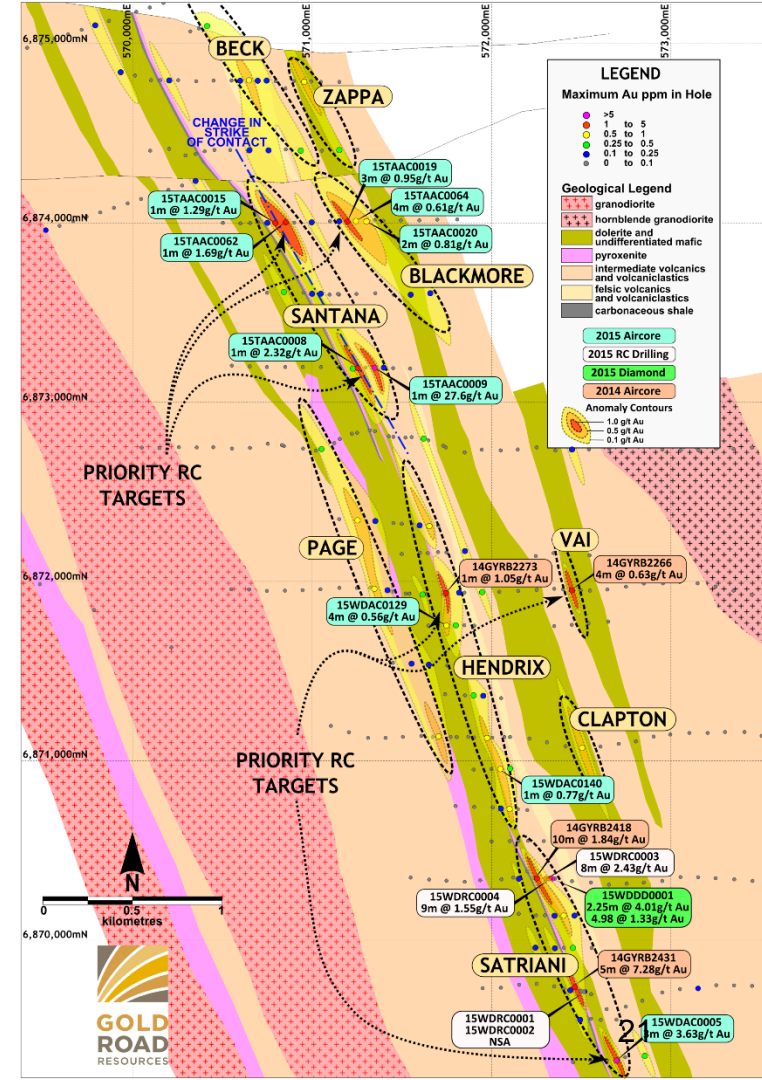 570,000mE
571,000mE
572,000mE
573,000mE
6,875,000mN
BECK
ZAPPA
CHANGE IN
STRIKE
OF CONTACT
15TAAC0019
3m @ 0.95g/t Au
15TAAC0015
1m @ 1.29g/t Au
15TAAC0064
4m @ 0.61g/t Au
6,874,000mN
15TAAC0062
1m @ 1.69g/t Au
15TAAC0020
2m @ 0.81g/t Au
BLACKMORE
SANTANA
15TAAC0008
1m @ 2.32g/t Au
15TAAC0009
1m @ 27.6g/t Au
6,873,000mN
PRIORITY RC
TARGETS
LEGEND
Maximum Au ppm in Hole
>5
1 to 5
0.5 to 1
0.25 to 0.5
0.1 to 0.25
0 to 0.1
Geological Legend
granodiorite
hornblende granodiorite
dolerite and
undifferentiated mafic
pyroxenite
intermediate volcanics
and volcaniclastics
felsic volcanics
and volcaniclastics
carbonaceous shale
2015 Aircore
2015 RC Drilling
2015 Diamond
2014 Aircore
Anomaly Contours
1.0 g/t Au
0.5 g/t Au
0.1 g/t Au
PAGE
VAI
14GYRB2273
1m @ 1.05g/t Au
14GYRB2266
4m @ 0.63g/t Au
6,872,000mN
15WDAC0129
4m @ 0.56g/t Au
HENDRIX
CLAPTON
6,871,000mN
PRIORITY RC
TARGETS
15WDAC0140
1m @ 0.77g/t Au
14GYRB2418
10m @ 1.84g/t Au
15WDRC0003
8m @ 2.43g/t Au
15WDRC0004
9m @ 1.55g/t Au
15WDDD0001
2.25m @ 4.01g/t Au
4.98 @ 1.33g/t Au
N
0
0.5
1
kilometres
6,870,000mN
SATRIANI
14GYRB2431
5m @ 7.28g/t Au
15WDRC0001
15WDRC0002
NSA
21
15WDAC0005
3m @ 3.63g/t Au
GOLD
ROAD
RESOURCES